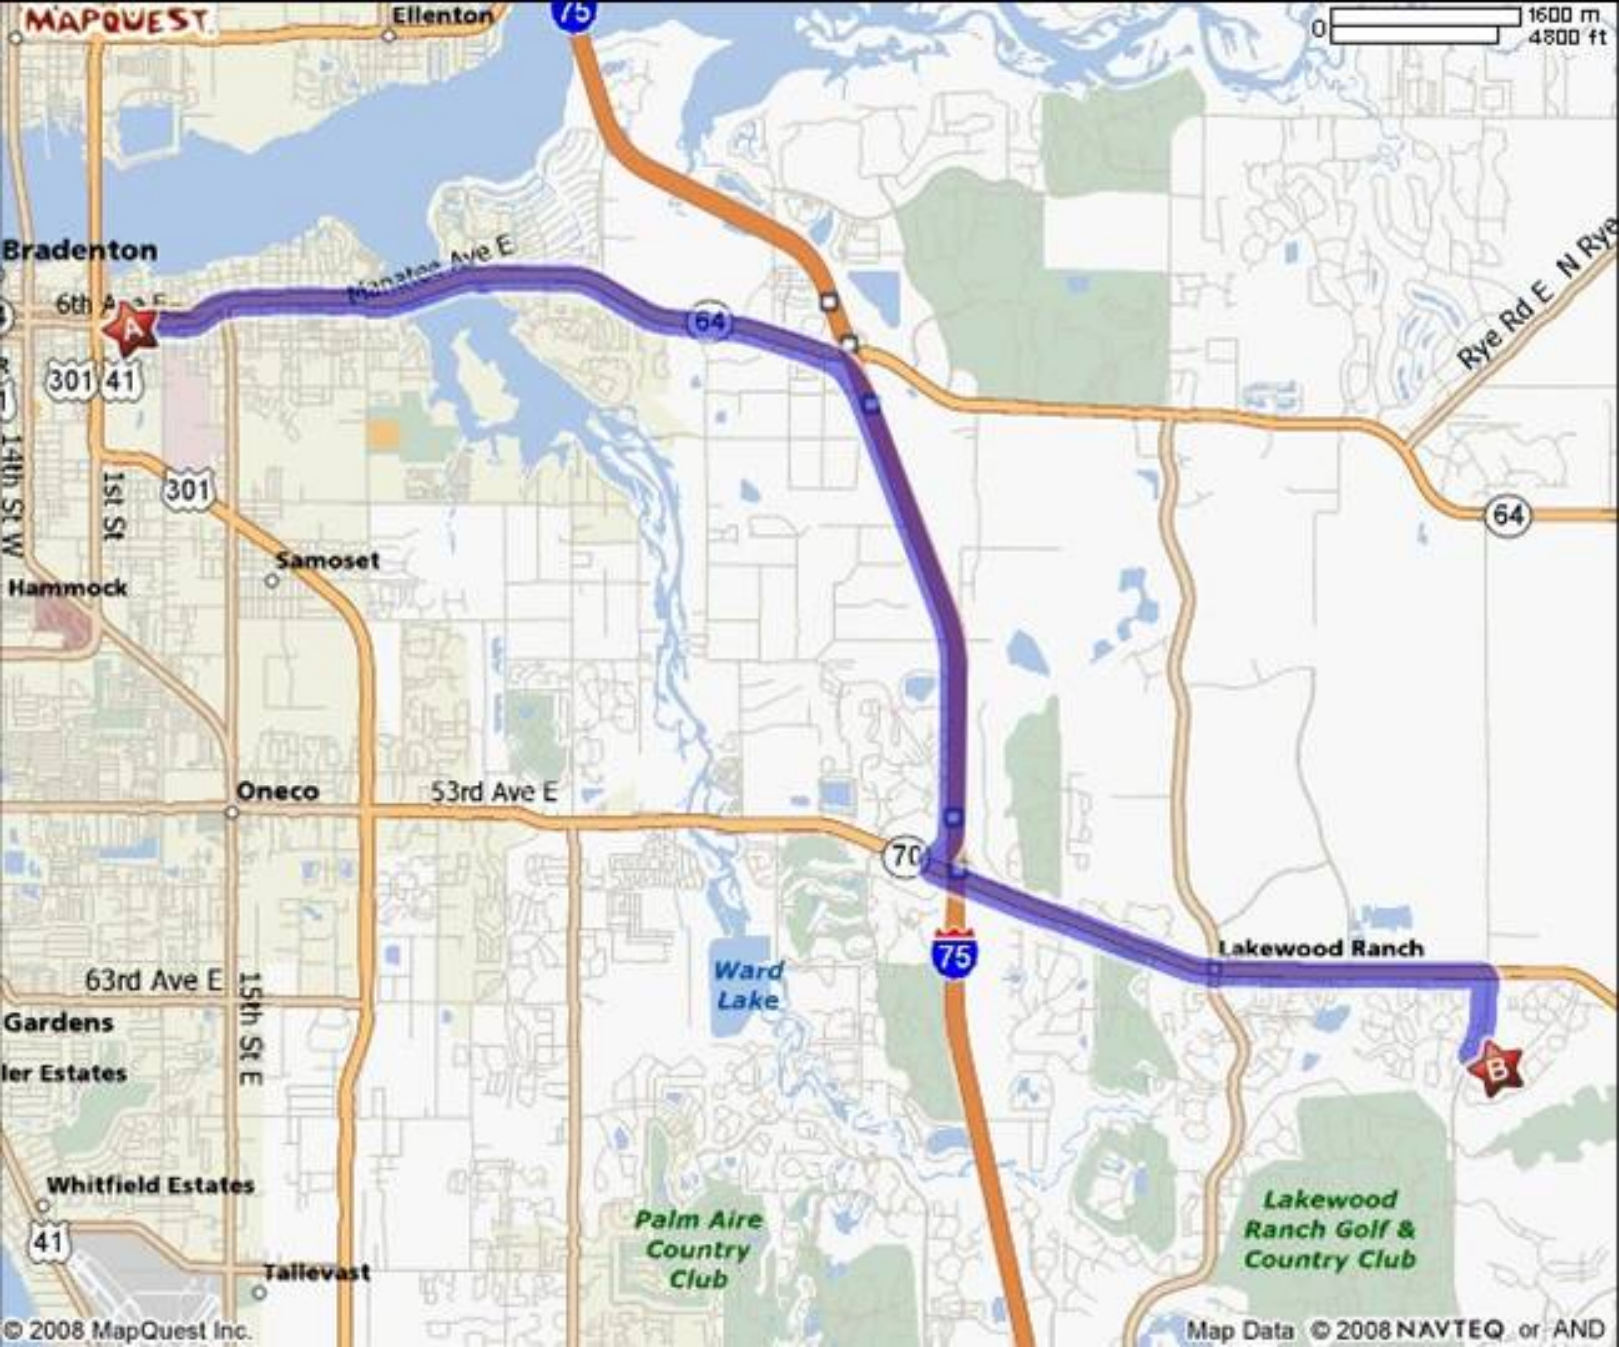 MAPQUEST.
Ellenton
75
1600 m
0
4800 ft
Bradenton
Manatee Ave E
N Rye
6th Ave E
A
64
Rye Rd E
301
41
14th St W
1st St
301
64
Samoset
Hammock
Oneco
53rd Ave E
70
Lakewood Ranch
75
Ward
Lake
63rd Ave E
15th St E
Gardens
ler Estates
B
Whitfield Estates
41
Palm Aire
Country
Club
Lakewood
Ranch Golf &
Country Club
Tallevast
© 2008 MapQuest Inc.
Map Data © 2008 NAVTEQ or AND